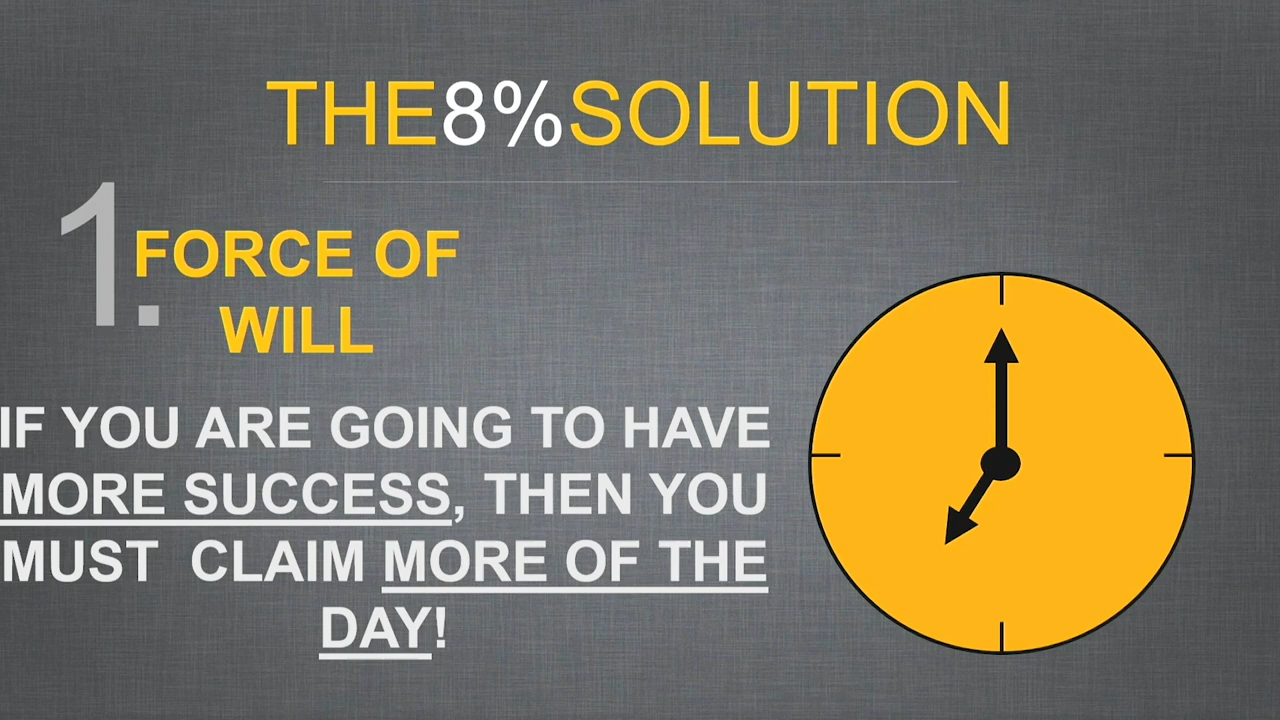 THE8%SOLUTION
1.
FORCE OF
WILL
IF YOU ARE GOING TO HAVE
MORE SUCCESS, THEN YOU
MUST CLAIM MORE OF THE
DAY!